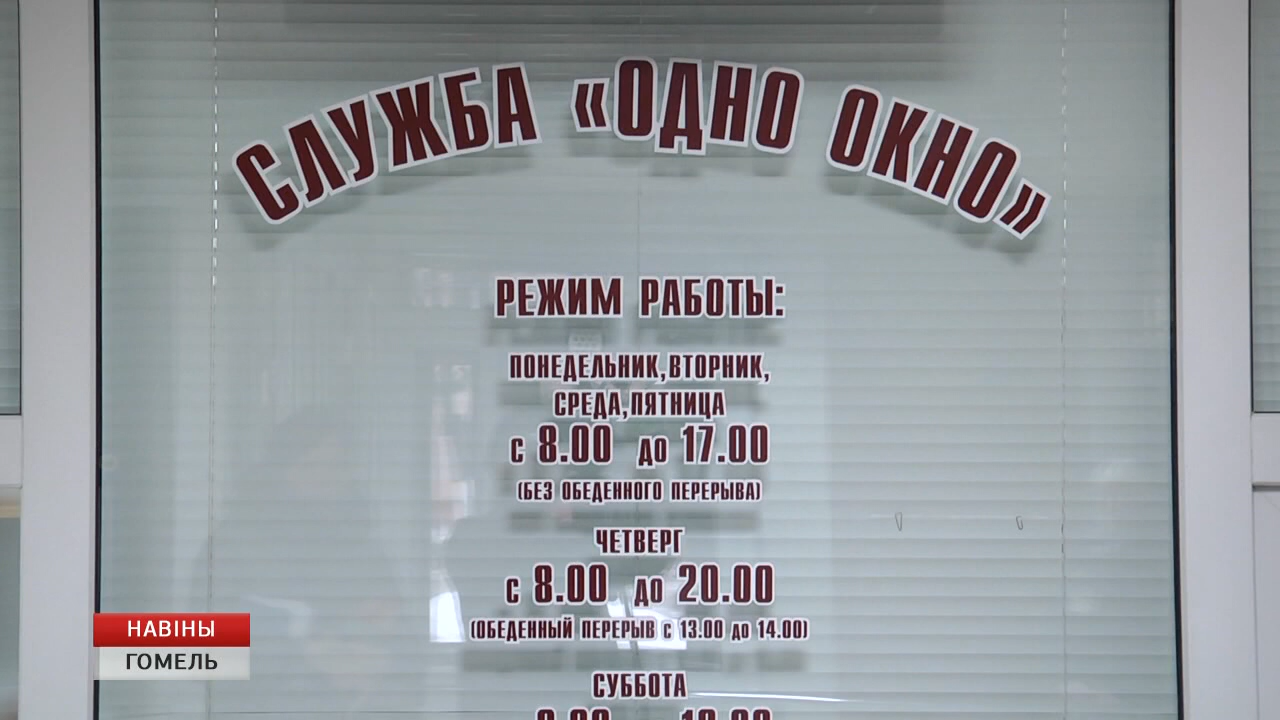 СЛУЖБА «ОДНО ОКНО»
РЕЖИМ РАБОТЫ:
ПОНЕДЕЛЬНИК,ВТОРНИК,
СРЕДА,ПЯТНИЦА
с 8.00 до 17.00
(БЕЗ ОБЕДЕННОГО ПЕРЕРЫВА)
ЧЕТВЕРГ
с 8.00 до 20.00
(ОБЕДЕННЫЙ ПЕРЕРЫВ с 13.00 до 14.00)
СУББОТА
НАВІНЫ
ГОМЕЛЬ